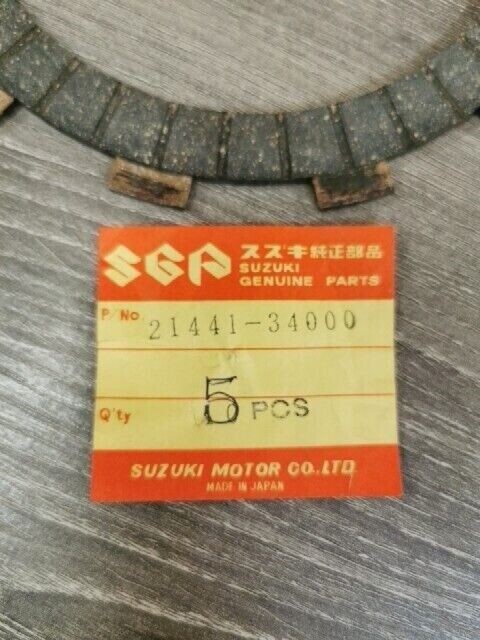 SGP スズキ純正部品
SUZUKI
GENUINE PARTS
P/No. 21441-34000
Q'ty 5 PCS
SUZUKI MOTOR CO.,LTD.
MADE IN JAPAN